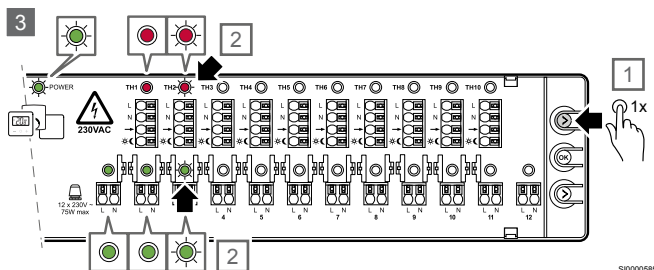 3
2
POWER
TH1 TH2 TH3 TH4 TH5 TH6 TH7 TH8 TH9 TH10
1
1x
L
N
230VAC
OK
12 x 230V ~
75W max
L N L N L N L N L N L N L N L N L N L N L N
4 5 6 7 8 9 10 11 12
2
SI0000580